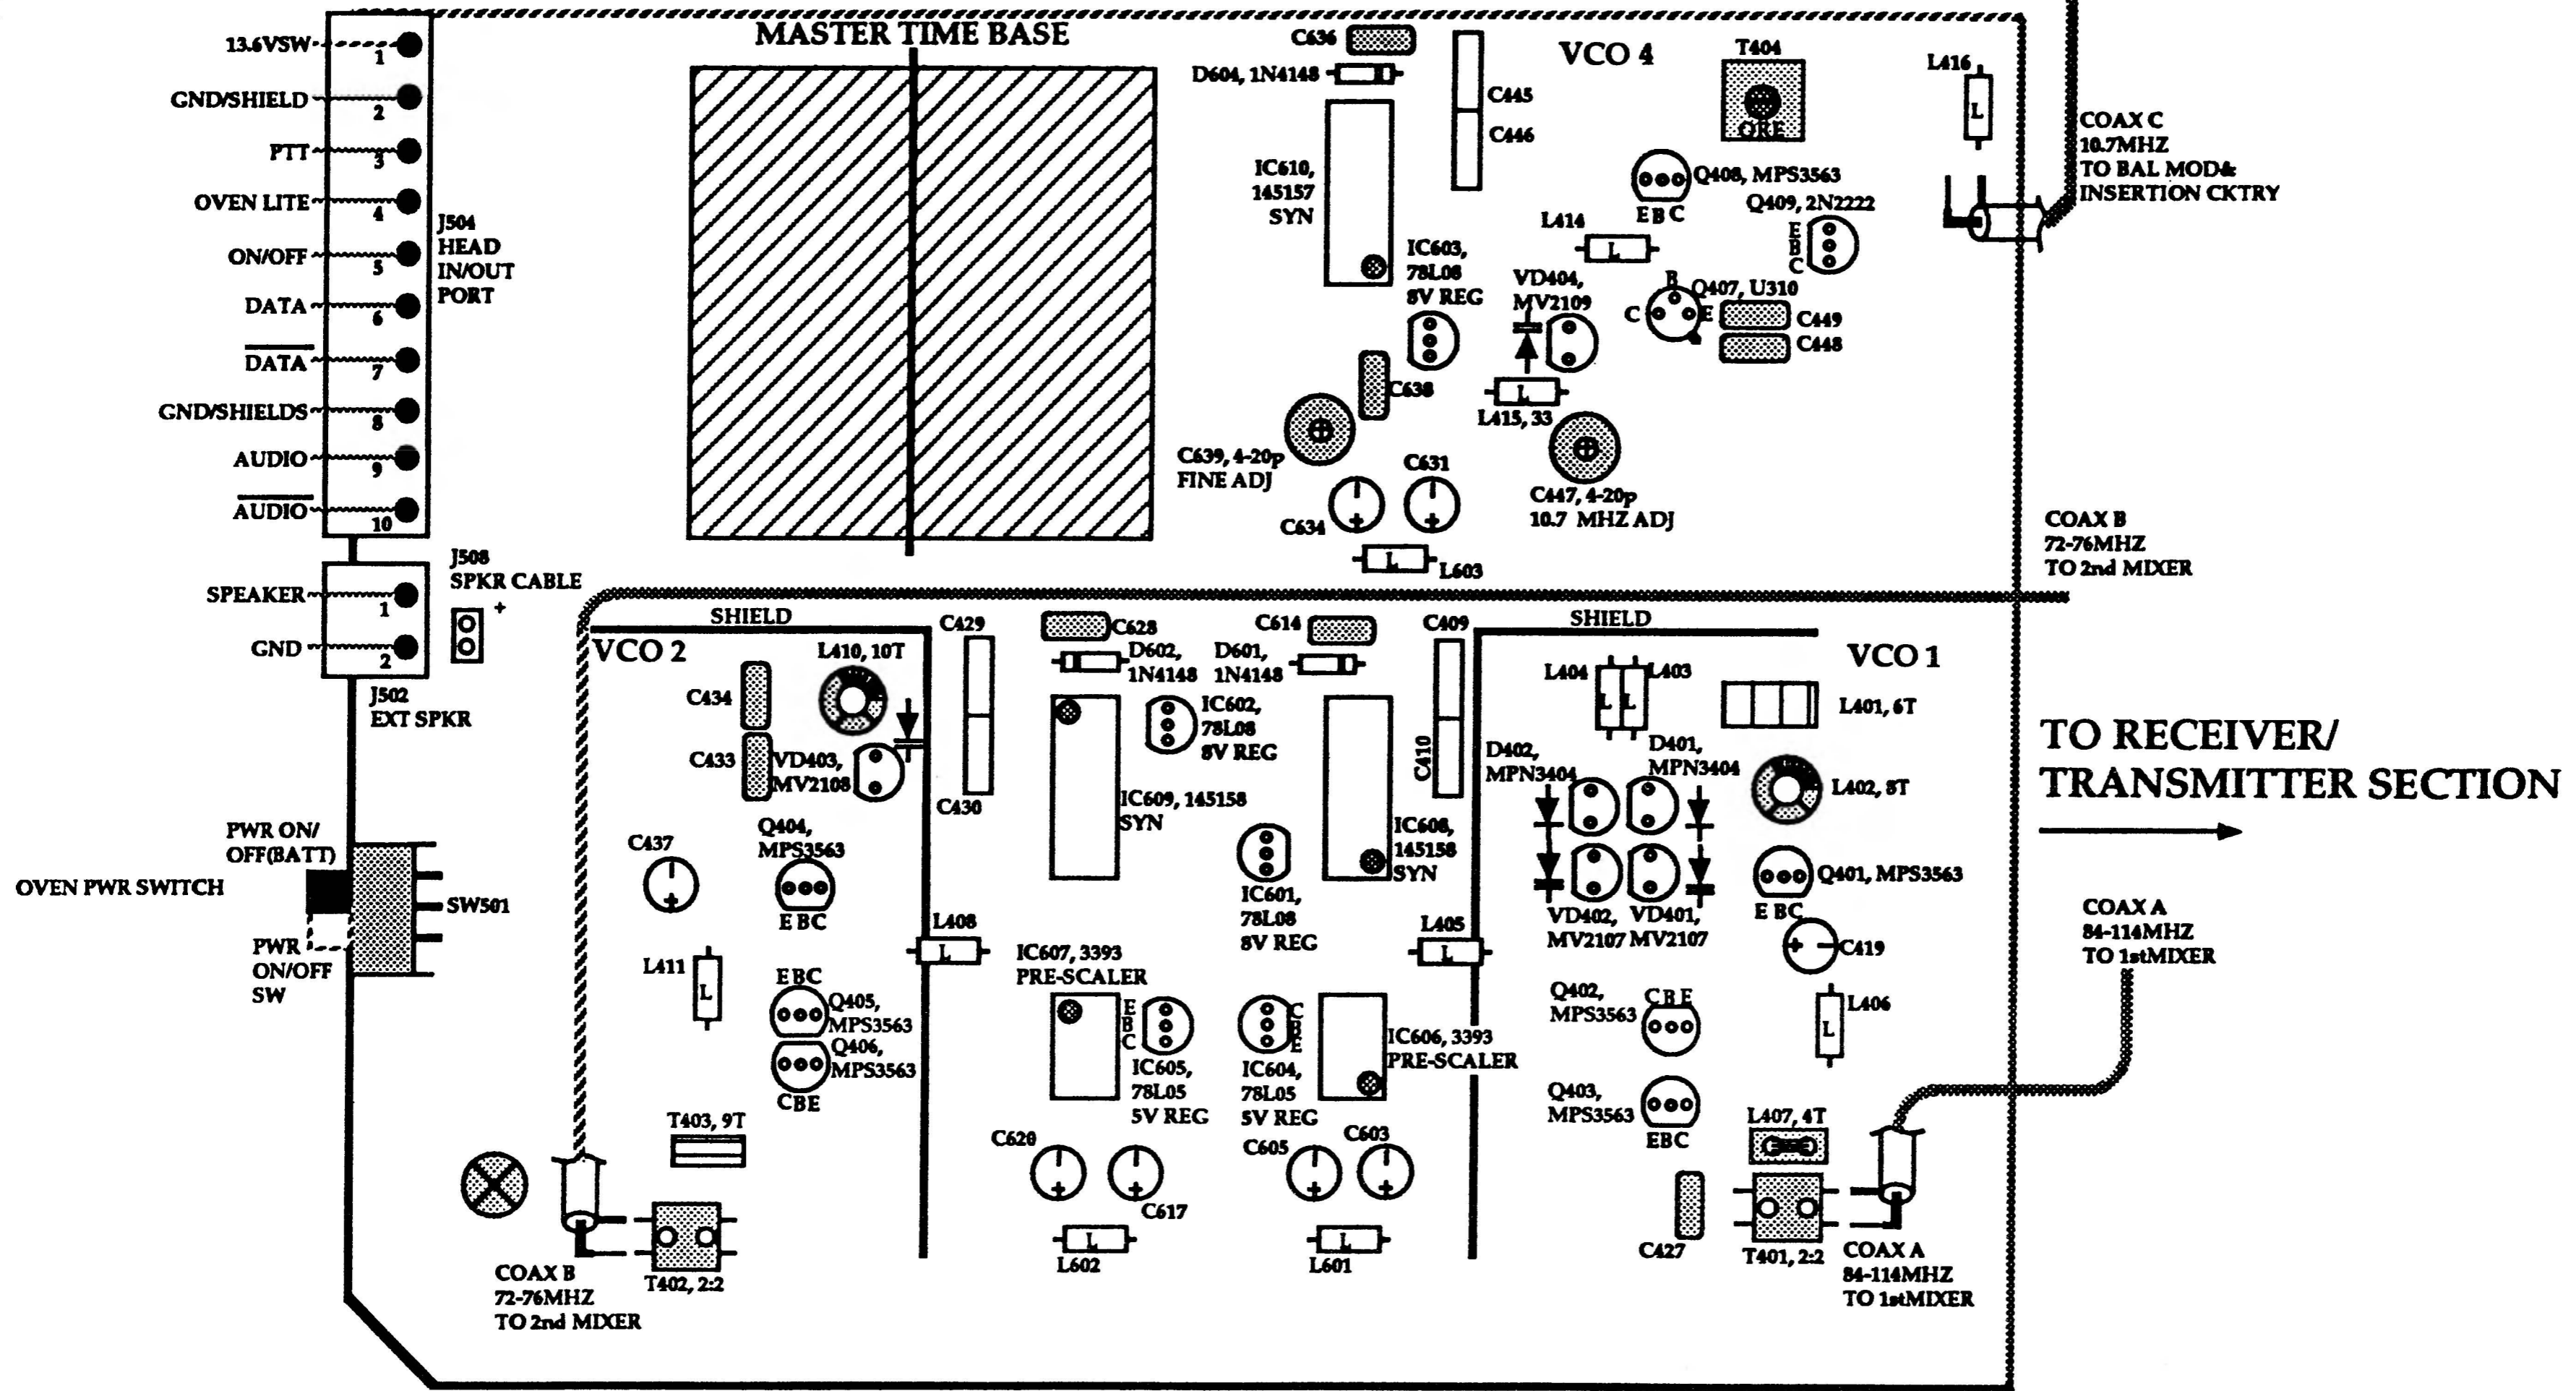 MASTER TIME BASE
13.6VSW
1
GND/SHIELD
2
PTT
3
OVEN LITE
4
ON/OFF
5
DATA
6
DATA
7
GND/SHIELDS
8
AUDIO
9
AUDIO
10
J504
HEAD
IN/OUT
PORT
J508
SPKR CABLE
+
SPEAKER
1
GND
2
J502
EXT SPKR
PWR ON/
OFF(BATT)
OVEN PWR SWITCH
SW501
PWR
ON/OFF
SW
C636
D604, 1N4148
C445
C446
IC610,
145157
SYN
VCO 4
T404
ORE
L416
L
COAX C
10.7MHZ
TO BAL MOD&
INSERTION CKTRY
Q408, MPS3563
E B C
Q409, 2N2222
E
B
C
L414
L
IC603,
78L08
8V REG
VD404,
MV2109
B
Q407, U310
C
E
C449
C448
C638
L
L415, 33
C639, 4-20p
FINE ADJ
C631
+
C634
+
C447, 4-20p
10.7 MHZ ADJ
L
L603
COAX B
72-76MHZ
TO 2nd MIXER
SHIELD
VCO 2
L410, 10T
C434
C433
VD403,
MV2108
C429
C430
C437
+
Q404,
MPS3563
E B C
L408
L
L411
L
E B C
Q405,
MPS3563
Q406,
MPS3563
C B E
T403, 9T
T402, 2:2
COAX B
72-76MHZ
TO 2nd MIXER
C628
D602,
1N4148
C614
D601,
1N4148
C409
C410
IC602,
78L08
8V REG
IC609, 145158
SYN
IC608,
145158
SYN
IC601,
78L08
8V REG
L405
L
IC607, 3393
PRE-SCALER
E
B
C
IC605,
78L05
5V REG
C
B
E
IC604,
78L05
5V REG
IC606, 3393
PRE-SCALER
C620
+
C617
+
C605
+
C603
+
L
L602
L
L601
SHIELD
VCO 1
L404
L403
L
L
L401, 6T
D402,
MPN3404
D401,
MPN3404
L402, 8T
VD402,
MV2107
VD401,
MV2107
Q401, MPS3563
E B C
+
C419
Q402,
MPS3563
C B E
L406
L
Q403,
MPS3563
E B C
L407, 4T
C427
T401, 2:2
COAX A
84-114MHZ
TO 1stMIXER
TO RECEIVER/
TRANSMITTER SECTION
COAX A
84-114MHZ
TO 1stMIXER